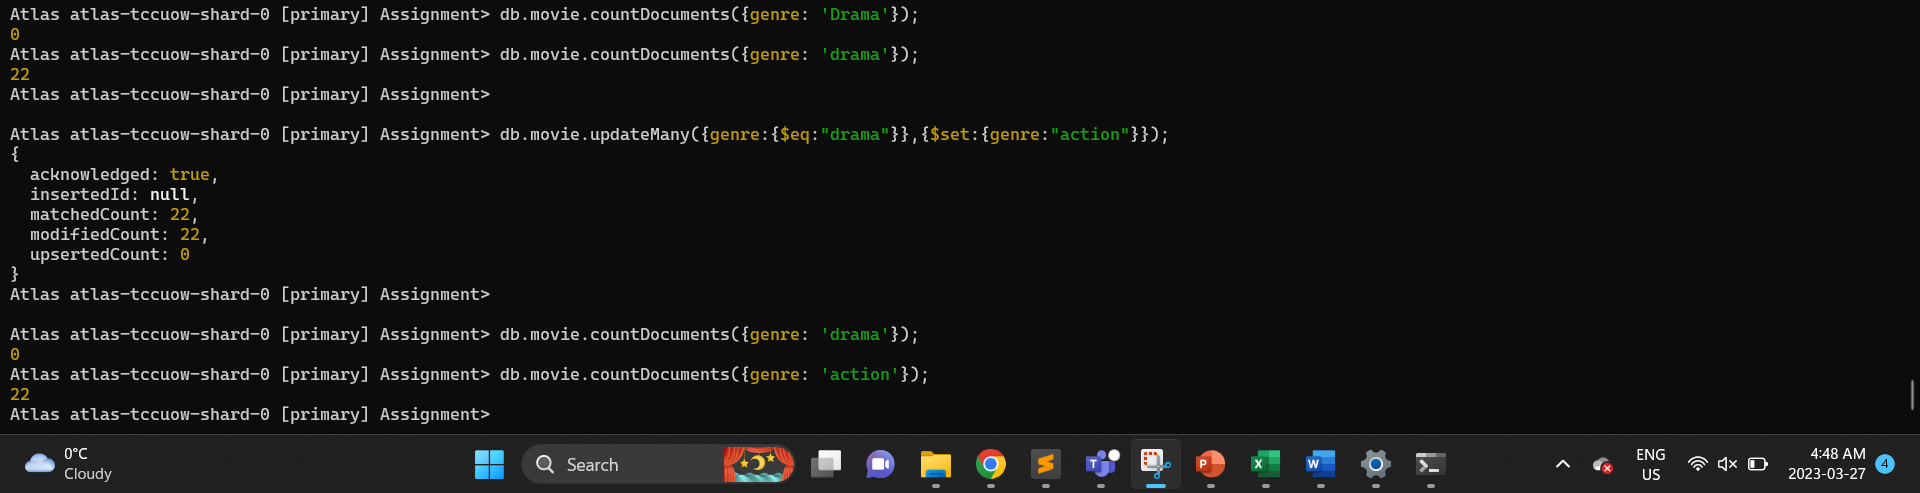 Atlas atlas-tccuow-shard-0 [primary] Assignment> db.movie.countDocuments({genre: 'Drama'});
0
Atlas atlas-tccuow-shard-0 [primary] Assignment> db.movie.countDocuments({genre: 'drama'});
22
Atlas atlas-tccuow-shard-0 [primary] Assignment>
Atlas atlas-tccuow-shard-0 [primary] Assignment> db.movie.updateMany({genre:{$eq:"drama"}},{$set:{genre:"action"}});
{
  acknowledged: true,
  insertedId: null,
  matchedCount: 22,
  modifiedCount: 22,
  upsertedCount: 0
}
Atlas atlas-tccuow-shard-0 [primary] Assignment>
Atlas atlas-tccuow-shard-0 [primary] Assignment> db.movie.countDocuments({genre: 'drama'});
0
Atlas atlas-tccuow-shard-0 [primary] Assignment> db.movie.countDocuments({genre: 'action'});
22
Atlas atlas-tccuow-shard-0 [primary] Assignment>
0°C
Cloudy
Search
T
P
X
W
ENG
US
4:48 AM
2023-03-27
4